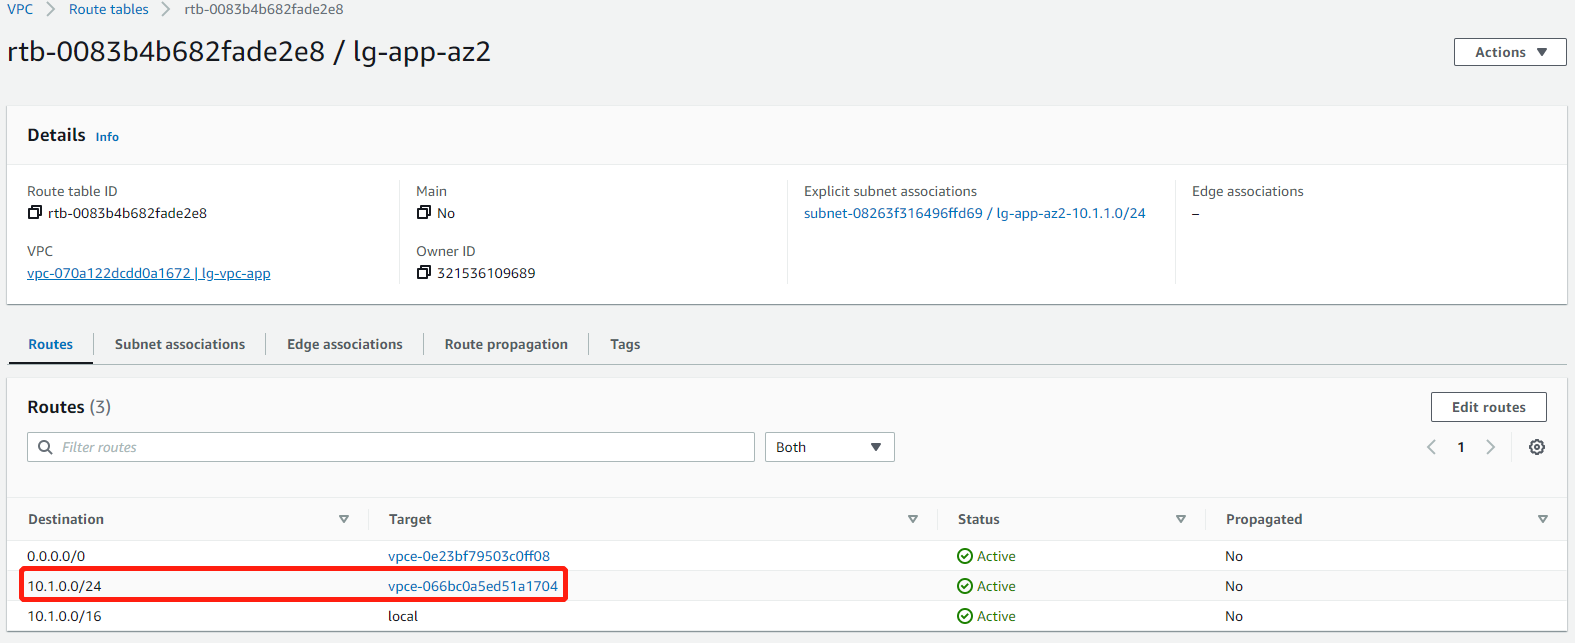 VPC > Route tables > rtb-0083b4b682fade2e8
rtb-0083b4b682fade2e8 / lg-app-az2
Actions
Details Info
Route table ID
rtb-0083b4b682fade2e8
VPC
vpc-070a122dcdd0a1672 | lg-vpc-app
Main
No
Owner ID
321536109689
Explicit subnet associations
subnet-08263f316496ffd69 / lg-app-az2-10.1.1.0/24
Edge associations
–
Routes Subnet associations Edge associations Route propagation Tags
Routes (3)
Edit routes
Filter routes Both 1
Destination Target Status Propagated
0.0.0.0/0 vpce-0e23bf79503c0ff08 Active No
10.1.0.0/24 vpce-066bc0a5ed51a1704 Active No
10.1.0.0/16 local Active No